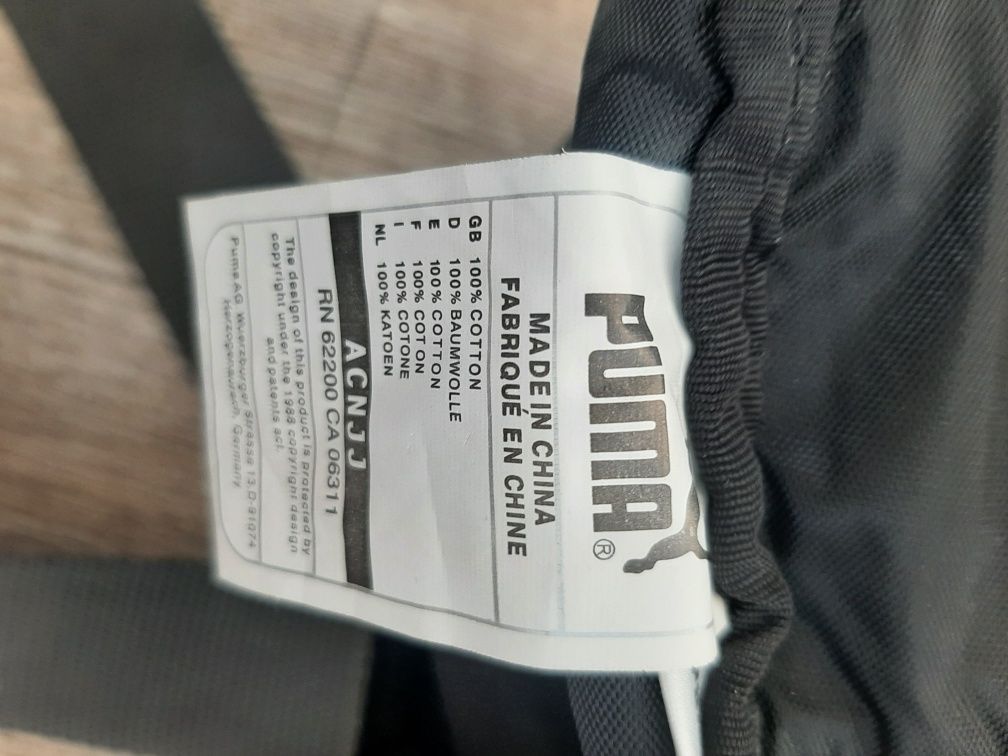 PUMA®
MADE IN CHINA
FABRIQUÉ EN CHINE
GB 100% COTTON
D 100% BAUMWOLLE
E 100% COTTON
F 100% COTON
I 100% COTONE
NL 100% KATOEN
ACNJJ
RN 62200 CA 06311
The design of this product is protected by
copyright under the 1988 copyright design
and patents act.
Puma AG Wuerzburger Strasse 13, D-91074
Herzogenaurach, Germany